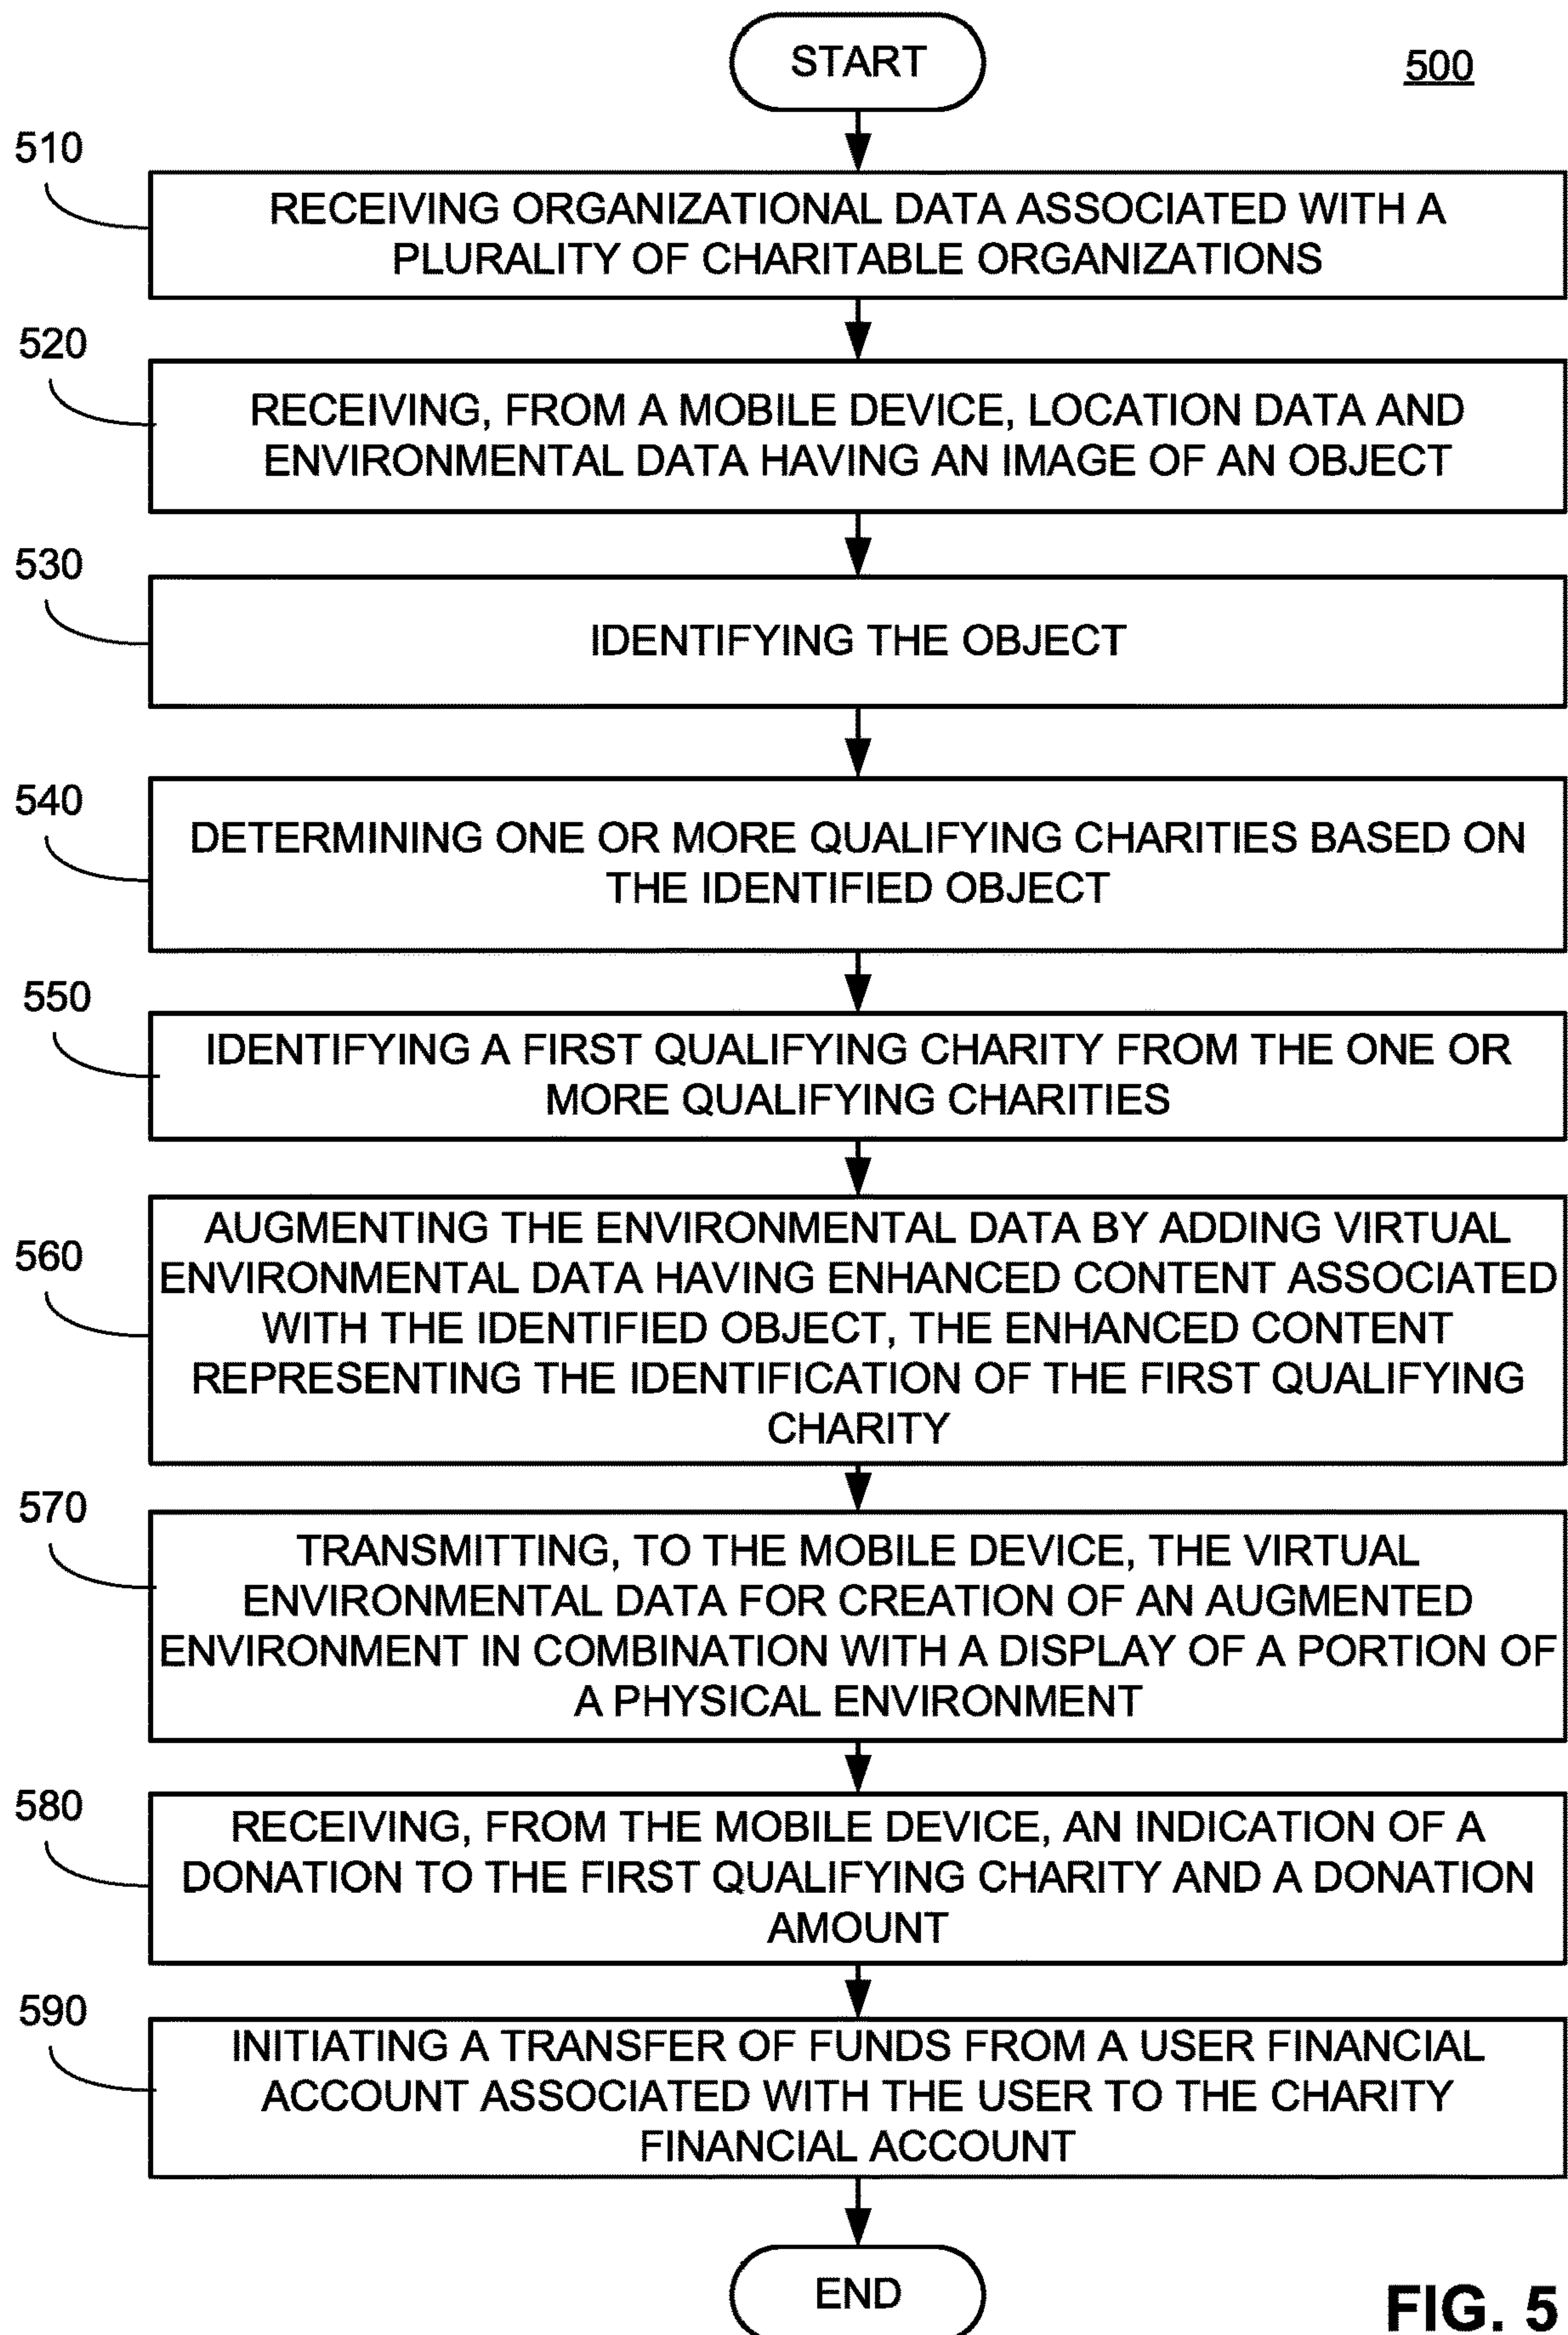 START
500
510
RECEIVING ORGANIZATIONAL DATA ASSOCIATED WITH A
PLURALITY OF CHARITABLE ORGANIZATIONS
520
RECEIVING, FROM A MOBILE DEVICE, LOCATION DATA AND
ENVIRONMENTAL DATA HAVING AN IMAGE OF AN OBJECT
530
IDENTIFYING THE OBJECT
540
DETERMINING ONE OR MORE QUALIFYING CHARITIES BASED ON
THE IDENTIFIED OBJECT
550
IDENTIFYING A FIRST QUALIFYING CHARITY FROM THE ONE OR
MORE QUALIFYING CHARITIES
560
AUGMENTING THE ENVIRONMENTAL DATA BY ADDING VIRTUAL
ENVIRONMENTAL DATA HAVING ENHANCED CONTENT ASSOCIATED
WITH THE IDENTIFIED OBJECT, THE ENHANCED CONTENT
REPRESENTING THE IDENTIFICATION OF THE FIRST QUALIFYING
CHARITY
570
TRANSMITTING, TO THE MOBILE DEVICE, THE VIRTUAL
ENVIRONMENTAL DATA FOR CREATION OF AN AUGMENTED
ENVIRONMENT IN COMBINATION WITH A DISPLAY OF A PORTION OF
A PHYSICAL ENVIRONMENT
580
RECEIVING, FROM THE MOBILE DEVICE, AN INDICATION OF A
DONATION TO THE FIRST QUALIFYING CHARITY AND A DONATION
AMOUNT
590
INITIATING A TRANSFER OF FUNDS FROM A USER FINANCIAL
ACCOUNT ASSOCIATED WITH THE USER TO THE CHARITY
FINANCIAL ACCOUNT
END
FIG. 5